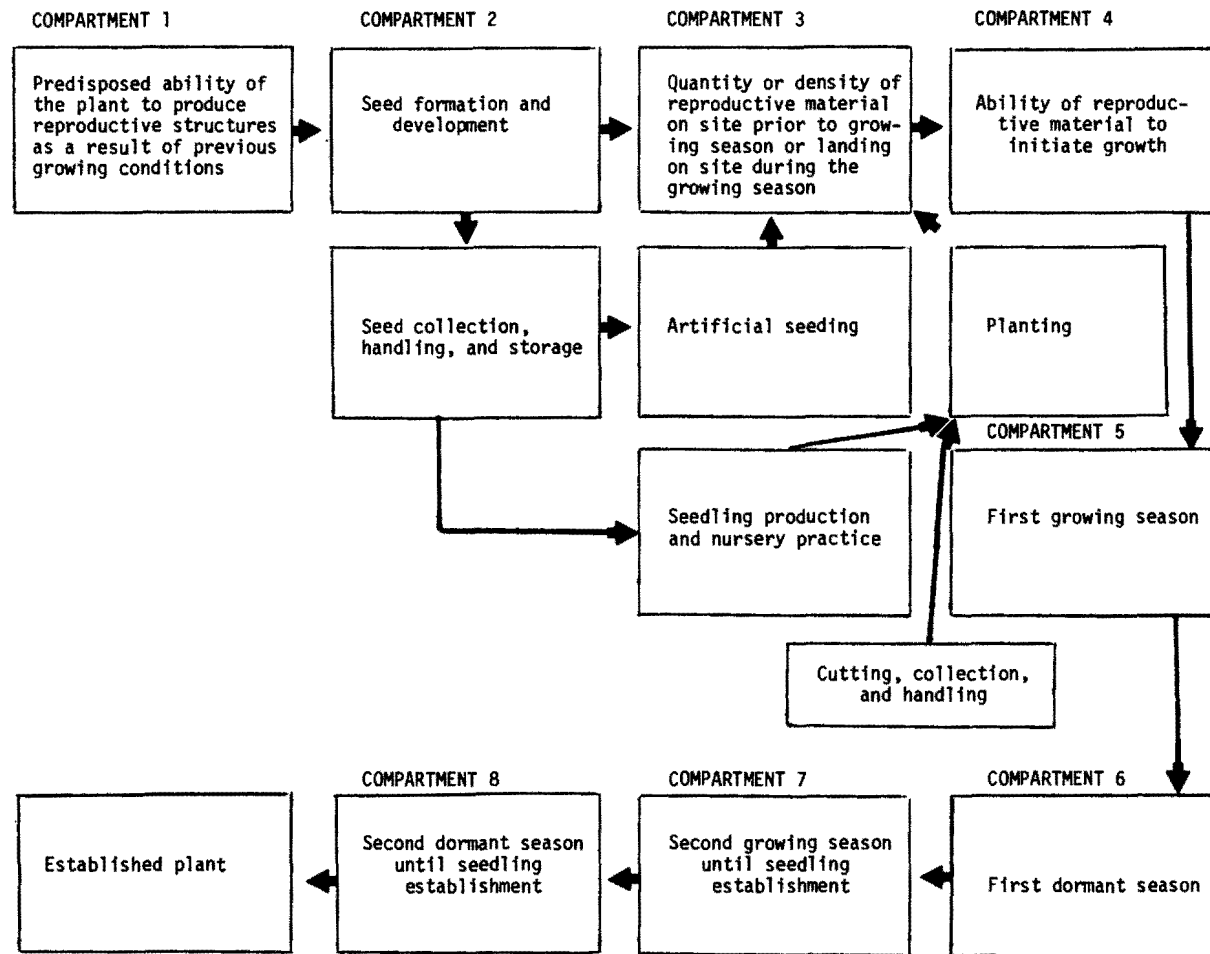 COMPARTMENT 1
Predisposed ability of
the plant to produce
reproductive structures
as a result of previous
growing conditions
COMPARTMENT 2
Seed formation and
development
COMPARTMENT 3
Quantity or density of
reproductive material
on site prior to grow-
ing season or landing
on site during the
growing season
COMPARTMENT 4
Ability of reproduc-
tive material to
initiate growth
Seed collection,
handling, and storage
Artificial seeding
Planting
Seedling production
and nursery practice
COMPARTMENT 5
First growing season
Cutting, collection,
and handling
Established plant
COMPARTMENT 8
Second dormant season
until seedling
establishment
COMPARTMENT 7
Second growing season
until seedling
establishment
COMPARTMENT 6
First dormant season